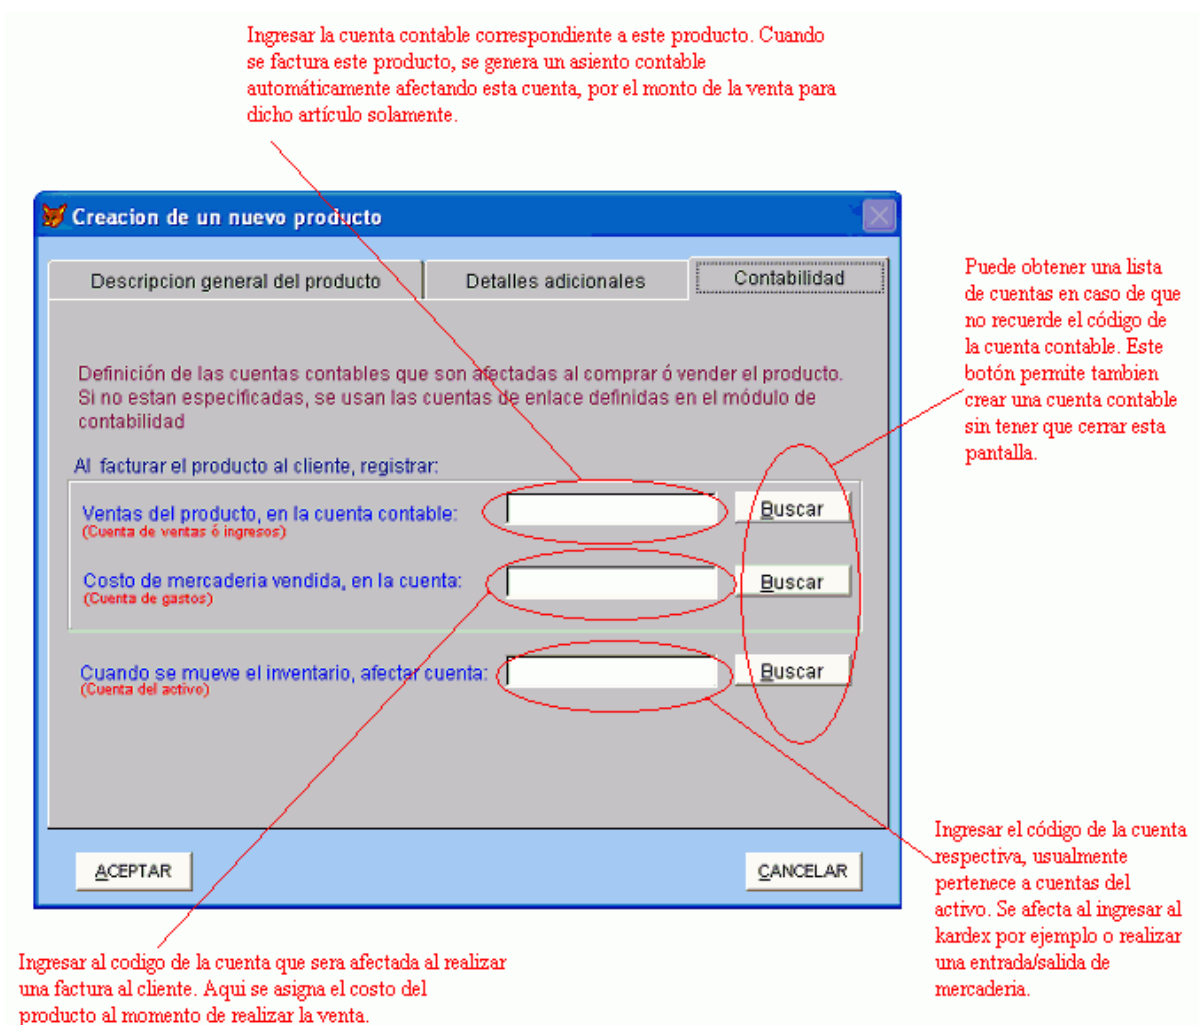 Ingresar la cuenta contable correspondiente a este producto. Cuando
se factura este producto, se genera un asiento contable
automáticamente afectando esta cuenta, por el monto de la venta para
dicho artículo solamente.
Creacion de un nuevo producto
Descripcion general del producto
Detalles adicionales
Contabilidad
Puede obtener una lista
de cuentas en caso de que
no recuerde el código de
la cuenta contable. Este
botón permite tambien
crear una cuenta contable
sin tener que cerrar esta
pantalla.
Definición de las cuentas contables que son afectadas al comprar ó vender el producto.
Si no estan especificadas, se usan las cuentas de enlace definidas en el módulo de
contabilidad
Al facturar el producto al cliente, registrar:
Ventas del producto, en la cuenta contable:
(Cuenta de ventas ó ingresos)
Buscar
Costo de mercaderia vendida, en la cuenta:
(Cuenta de gastos)
Buscar
Cuando se mueve el inventario, afectar cuenta:
(Cuenta del activo)
Buscar
ACEPTAR
CANCELAR
Ingresar el código de la cuenta
respectiva, usualmente
pertenece a cuentas del
activo. Se afecta al ingresar al
kardex por ejemplo o realizar
una entrada/salida de
mercaderia.
Ingresar al codigo de la cuenta que sera afectada al realizar
una factura al cliente. Aqui se asigna el costo del
producto al momento de realizar la venta.